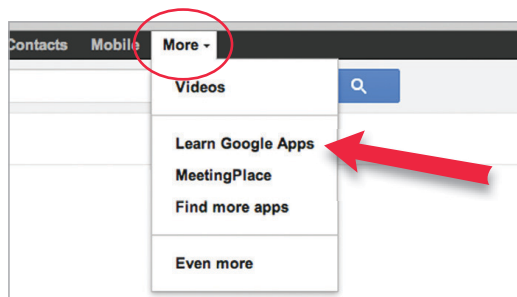 Contacts Mobile More
Videos
Learn Google Apps
MeetingPlace
Find more apps
Even more